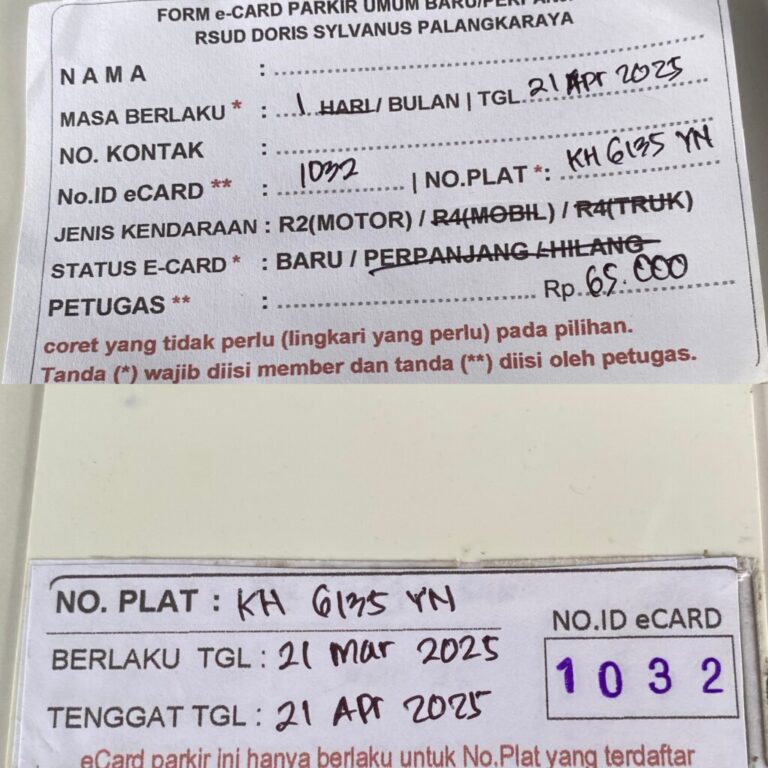 FORM e-CARD PARKIR UMUM BARU/PERPAN
RSUD DORIS SYLVANUS PALANGKARAYA
NAMA :
MASA BERLAKU * : 1 HARI/ BULAN | TGL 21 Apr 2025
NO. KONTAK :
No.ID eCARD ** : 1032 | NO.PLAT *: KH 6135 YN
JENIS KENDARAAN : R2(MOTOR) / R4(MOBIL) / R4(TRUK)
STATUS E-CARD * : BARU / PERPANJANG / HILANG
PETUGAS ** : Rp. 65.000
coret yang tidak perlu (lingkari yang perlu) pada pilihan.
Tanda (*) wajib diisi member dan tanda (**) diisi oleh petugas.
NO. PLAT : KH 6135 YN
NO.ID eCARD
BERLAKU TGL : 21 Mar 2025
1032
TENGGAT TGL : 21 Apr 2025
eCard parkir ini hanya berlaku untuk No.Plat yang terdaftar